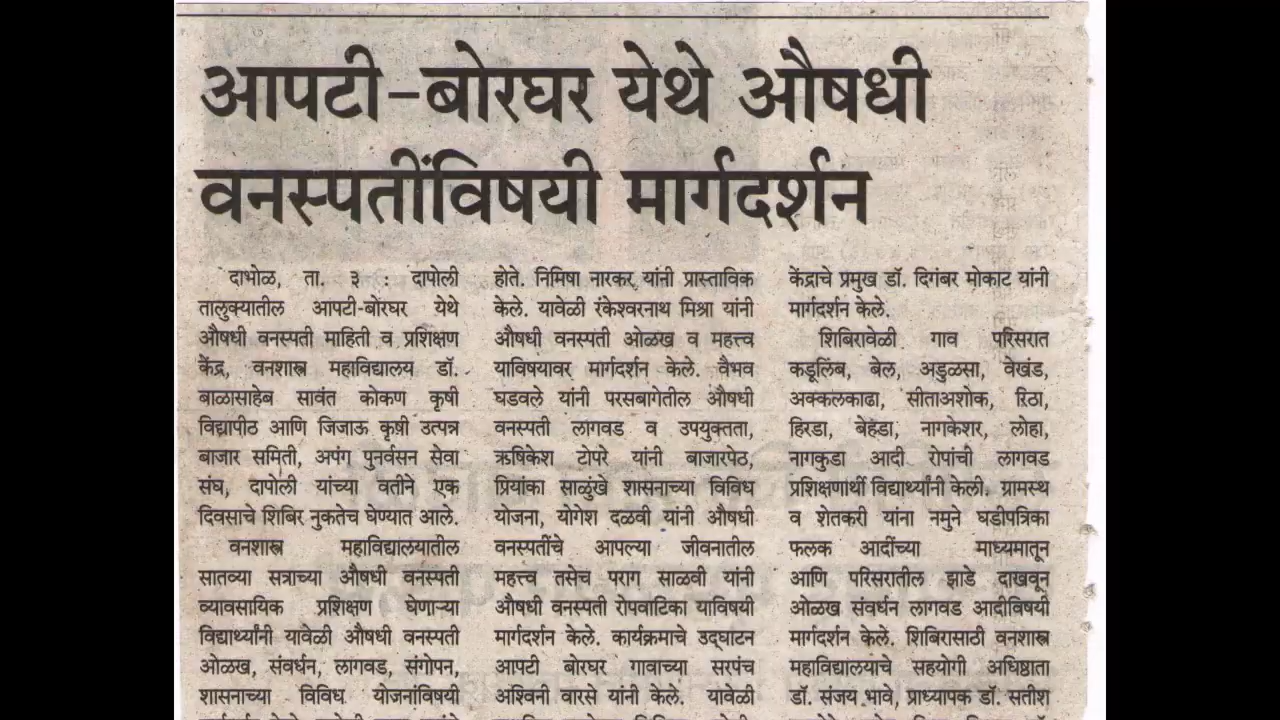 आपटी-बोरघर येथे औषधी
वनस्पतींविषयी मार्गदर्शन
दाभोळ, ता. ३ : दापोली
तालुक्यातील आपटी-बोरघर येथे
औषधी वनस्पती माहिती व प्रशिक्षण
केंद्र, वनशास्त्र महाविद्यालय डॉ.
बाळासाहेब सावंत कोकण कृषी
विद्यापीठ आणि जिजाऊ कृषी उत्पन्न
बाजार समिती, अपंग पुनर्वसन सेवा
संघ, दापोली यांच्या वतीने एक
दिवसाचे शिबिर नुकतेच घेण्यात आले.
वनशास्त्र महाविद्यालयातील
सातव्या सत्राच्या औषधी वनस्पती
व्यावसायिक प्रशिक्षण घेणाऱ्या
विद्यार्थ्यांनी यावेळी औषधी वनस्पती
ओळख, संवर्धन, लागवड, संगोपन,
शासनाच्या विविध योजनांविषयी
होते. निमिषा नारकर यांनी प्रास्ताविक
केले. यावेळी रंकेश्वरनाथ मिश्रा यांनी
औषधी वनस्पती ओळख व महत्त्व
याविषयावर मार्गदर्शन केले. वैभव
घडवले यांनी परसबागेतील औषधी
वनस्पती लागवड व उपयुक्तता,
ऋषिकेश टोपरे यांनी बाजारपेठ,
प्रियांका साळुंखे शासनाच्या विविध
योजना, योगेश दळवी यांनी औषधी
वनस्पतींचे आपल्या जीवनातील
महत्त्व तसेच पराग साळवी यांनी
औषधी वनस्पती रोपवाटिका याविषयी
मार्गदर्शन केले. कार्यक्रमाचे उद्‌घाटन
आपटी बोरघर गावाच्या सरपंच
अश्विनी वारसे यांनी केले. यावेळी
केंद्राचे प्रमुख डॉ. दिगंबर मोकाट यांनी
मार्गदर्शन केले.
शिबिरावेळी गाव परिसरात
कडूलिंब, बेल, अडुळसा, वेखंड,
अक्कलकाढा, सीताअशोक, रिठा,
हिरडा, बेहडा, नागकेशर, लोहा,
नागकुडा आदी रोपांची लागवड
प्रशिक्षणार्थी विद्यार्थ्यांनी केली. ग्रामस्थ
व शेतकरी यांना नमुने घडीपत्रिका
फलक आदींच्या माध्यमातून
आणि परिसरातील झाडे दाखवून
ओळख संवर्धन लागवड आदीविषयी
मार्गदर्शन केले. शिबिरासाठी वनशास्त्र
महाविद्यालयाचे सहयोगी अधिष्ठाता
डॉ. संजय भावे, प्राध्यापक डॉ. सतीश